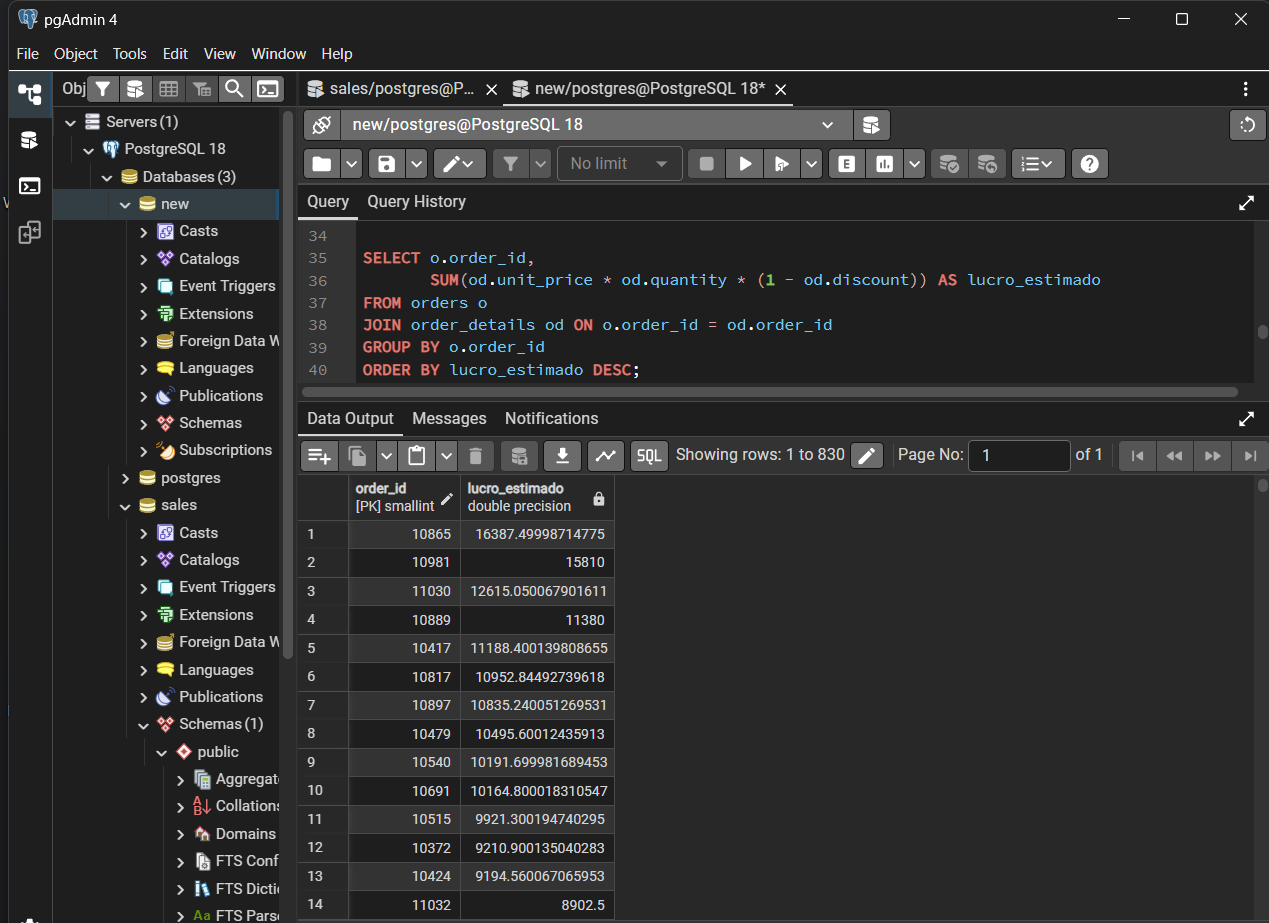 pgAdmin 4
File Object Tools Edit View Window Help
Obj
sales/postgres@P...
new/postgres@PostgreSQL 18*
Servers (1)
PostgreSQL 18
Databases (3)
new
Casts
Catalogs
Event Triggers
Extensions
Foreign Data W
Languages
Publications
Schemas
Subscriptions
postgres
sales
Casts
Catalogs
Event Triggers
Extensions
Foreign Data W
Languages
Publications
Schemas (1)
public
Aggregat
Collations
Domains
FTS Conf
FTS Dictio
Aa FTS Parse
new/postgres@PostgreSQL 18
No limit
E
Query Query History
34
35 SELECT o.order_id,
36 SUM(od.unit_price * od.quantity * (1 - od.discount)) AS lucro_estimado
37 FROM orders o
38 JOIN order_details od ON o.order_id = od.order_id
39 GROUP BY o.order_id
40 ORDER BY lucro_estimado DESC;
Data Output Messages Notifications
SQL Showing rows: 1 to 830 Page No: 1 of 1
order_id lucro_estimado
[PK] smallint double precision
1 10865 16387.49998714775
2 10981 15810
3 11030 12615.050067901611
4 10889 11380
5 10417 11188.400139808655
6 10817 10952.84492739618
7 10897 10835.240051269531
8 10479 10495.60012435913
9 10540 10191.699981689453
10 10691 10164.800018310547
11 10515 9921.300194740295
12 10372 9210.900135040283
13 10424 9194.560067065953
14 11032 8902.5